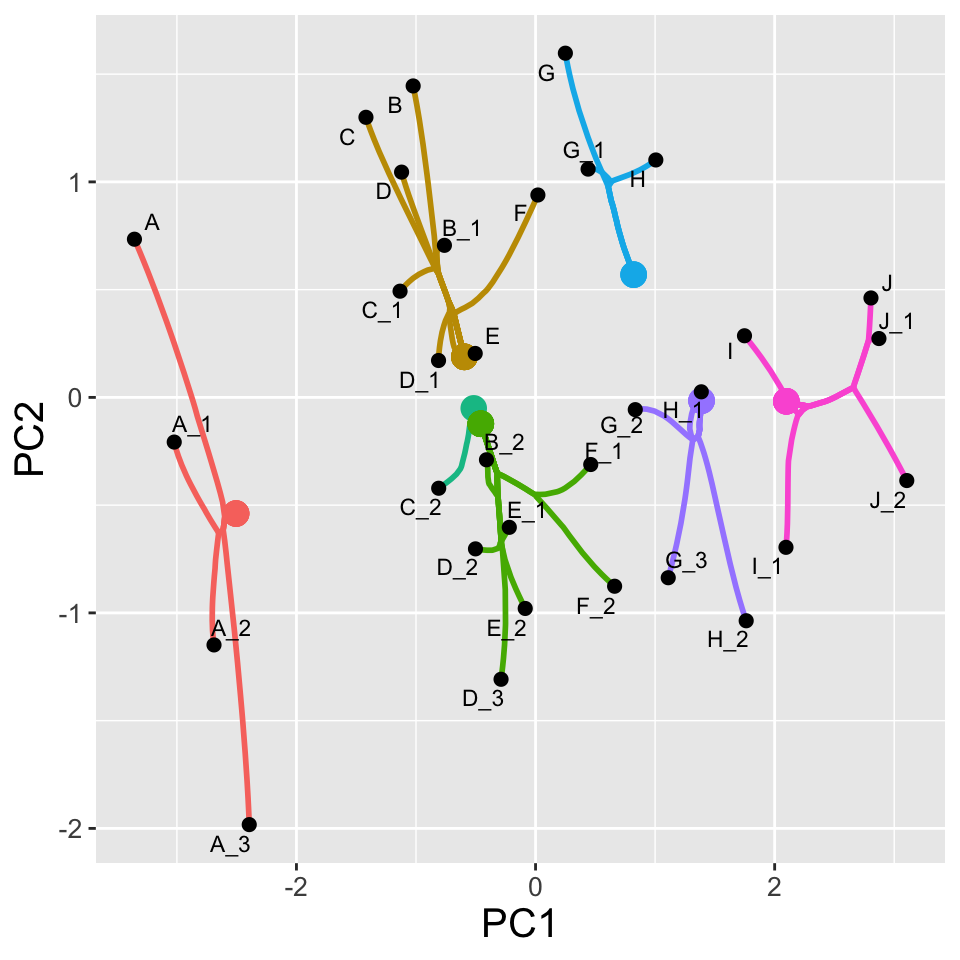 G
B
C
G_1
H
D
F
A
B_1
J
C_1
J_1
E
I
D_1
H_1
A_1
G_2
B_2
F_1
C_2
J_2
E_1
D_2
G_3
I_1
F_2
A_2
E_2
H_2
D_3
A_3
1
0
-1
-2
PC2
-2
0
2
PC1